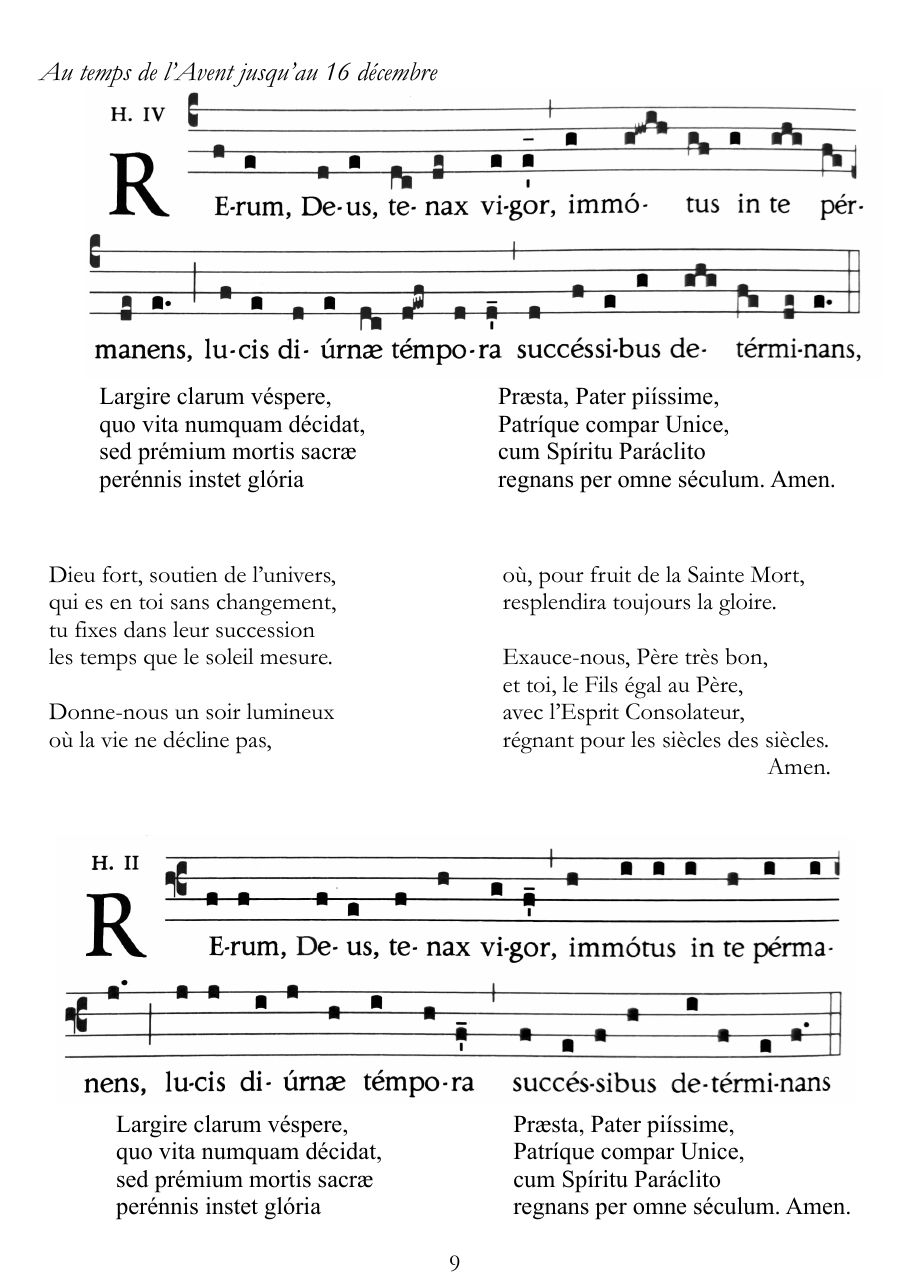 Au temps de l’Avent jusqu’au 16 décembre
H. IV
R E-rum, De-us, te- nax vi-gor, immó- tus in te pér-
manens, lu-cis di- úrnæ témpo-ra succéssi-bus de- térmi-nans,
Largire clarum véspere,
quo vita numquam décidat,
sed prémium mortis sacræ
perénnis instet glória
Præsta, Pater piíssime,
Patríque compar Unice,
cum Spíritu Paráclito
regnans per omne séculum. Amen.
Dieu fort, soutien de l’univers,
qui es en toi sans changement,
tu fixes dans leur succession
les temps que le soleil mesure.
Donne-nous un soir lumineux
où la vie ne décline pas,
où, pour fruit de la Sainte Mort,
resplendira toujours la gloire.
Exauce-nous, Père très bon,
et toi, le Fils égal au Père,
avec l’Esprit Consolateur,
régnant pour les siècles des siècles.
Amen.
H. II
R E-rum, De- us, te- nax vi-gor, immótus in te pérma-
nens, lu-cis di- úrnæ témpo-ra succés-sibus de-térmi-nans
Largire clarum véspere,
quo vita numquam décidat,
sed prémium mortis sacræ
perénnis instet glória
Præsta, Pater piíssime,
Patríque compar Unice,
cum Spíritu Paráclito
regnans per omne séculum. Amen.
9